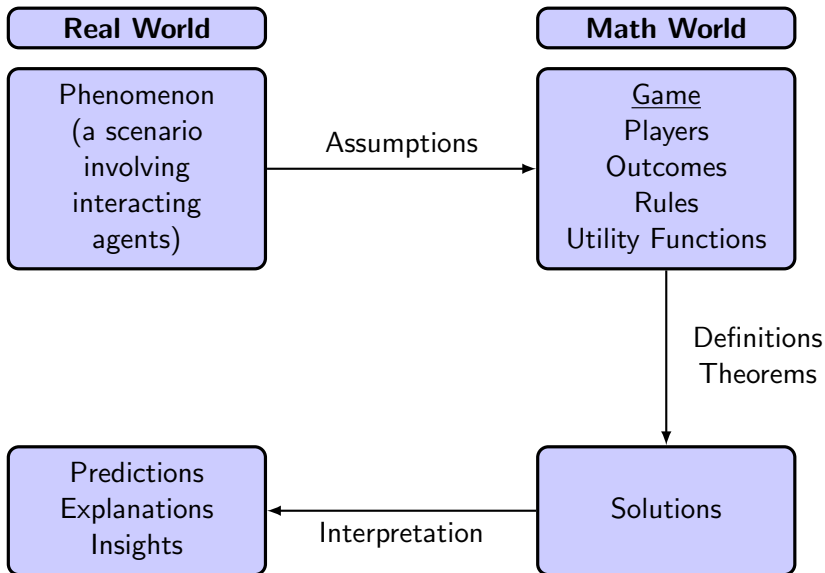 Real World
Math World
Phenomenon
(a scenario
involving
interacting
agents)
Assumptions
Game
Players
Outcomes
Rules
Utility Functions
Definitions
Theorems
Solutions
Interpretation
Predictions
Explanations
Insights